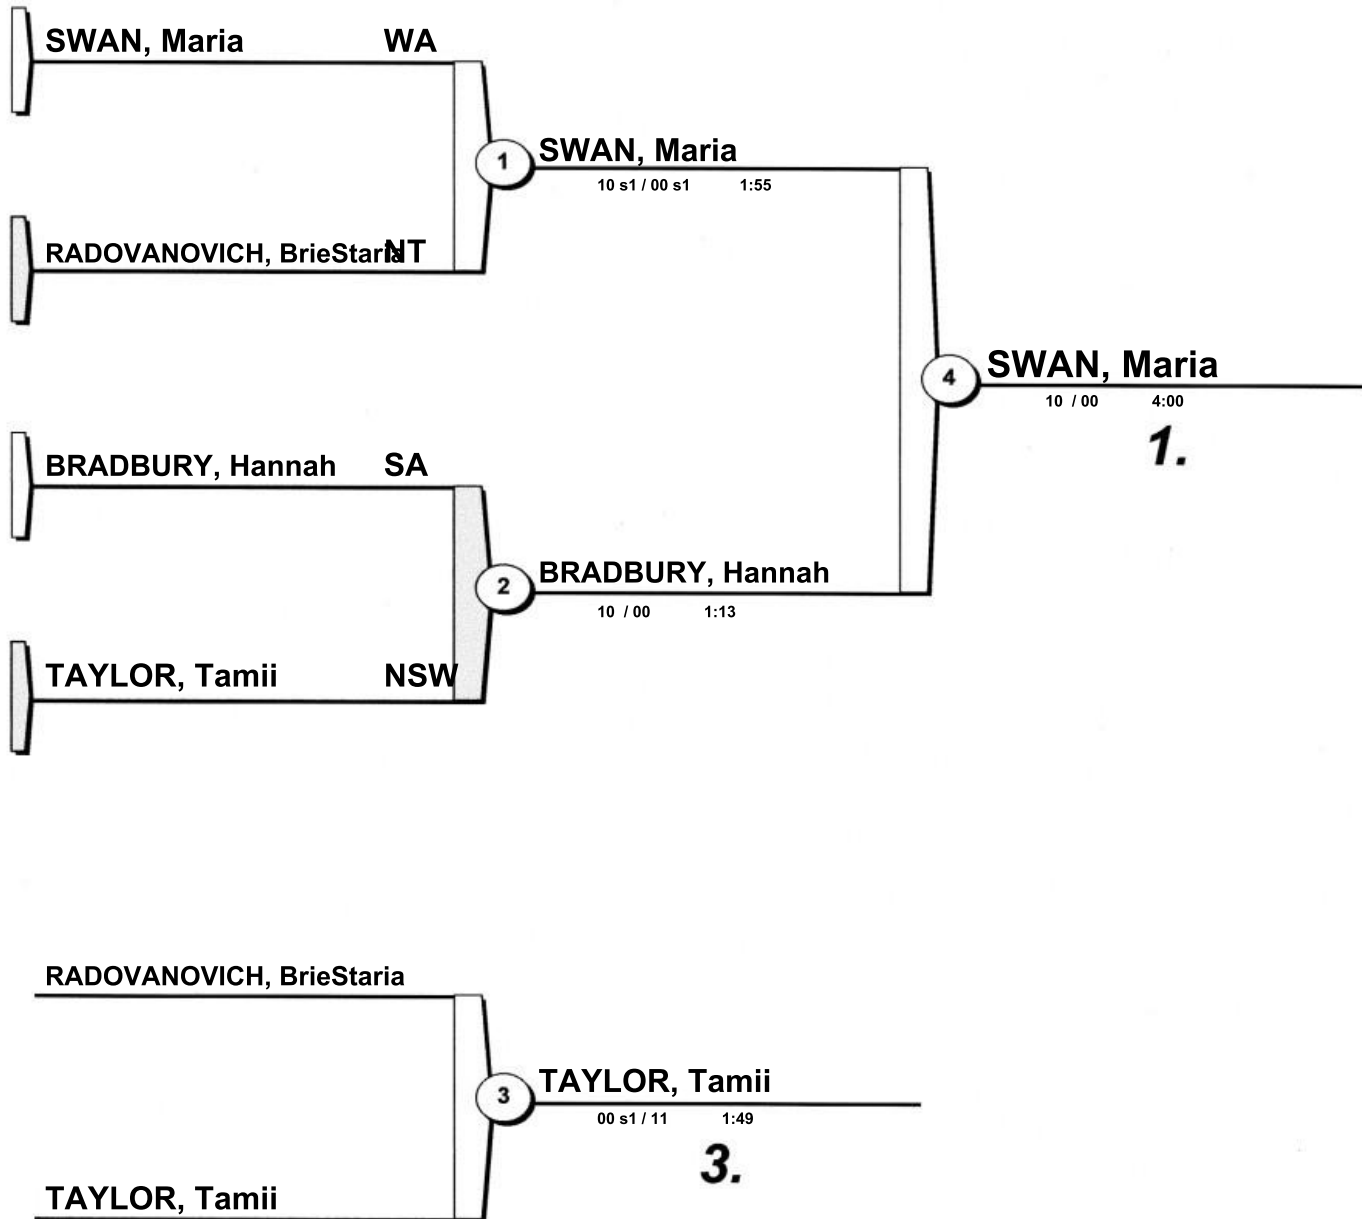 SWAN, Maria WA
1 SWAN, Maria
10 s1 / 00 s1 1:55
RADOVANOVICH, BrieStaria NT
4 SWAN, Maria
10 / 00 4:00
1.
BRADBURY, Hannah SA
2 BRADBURY, Hannah
10 / 00 1:13
TAYLOR, Tamii NSW
RADOVANOVICH, BrieStaria
3 TAYLOR, Tamii
00 s1 / 11 1:49
3.
TAYLOR, Tamii